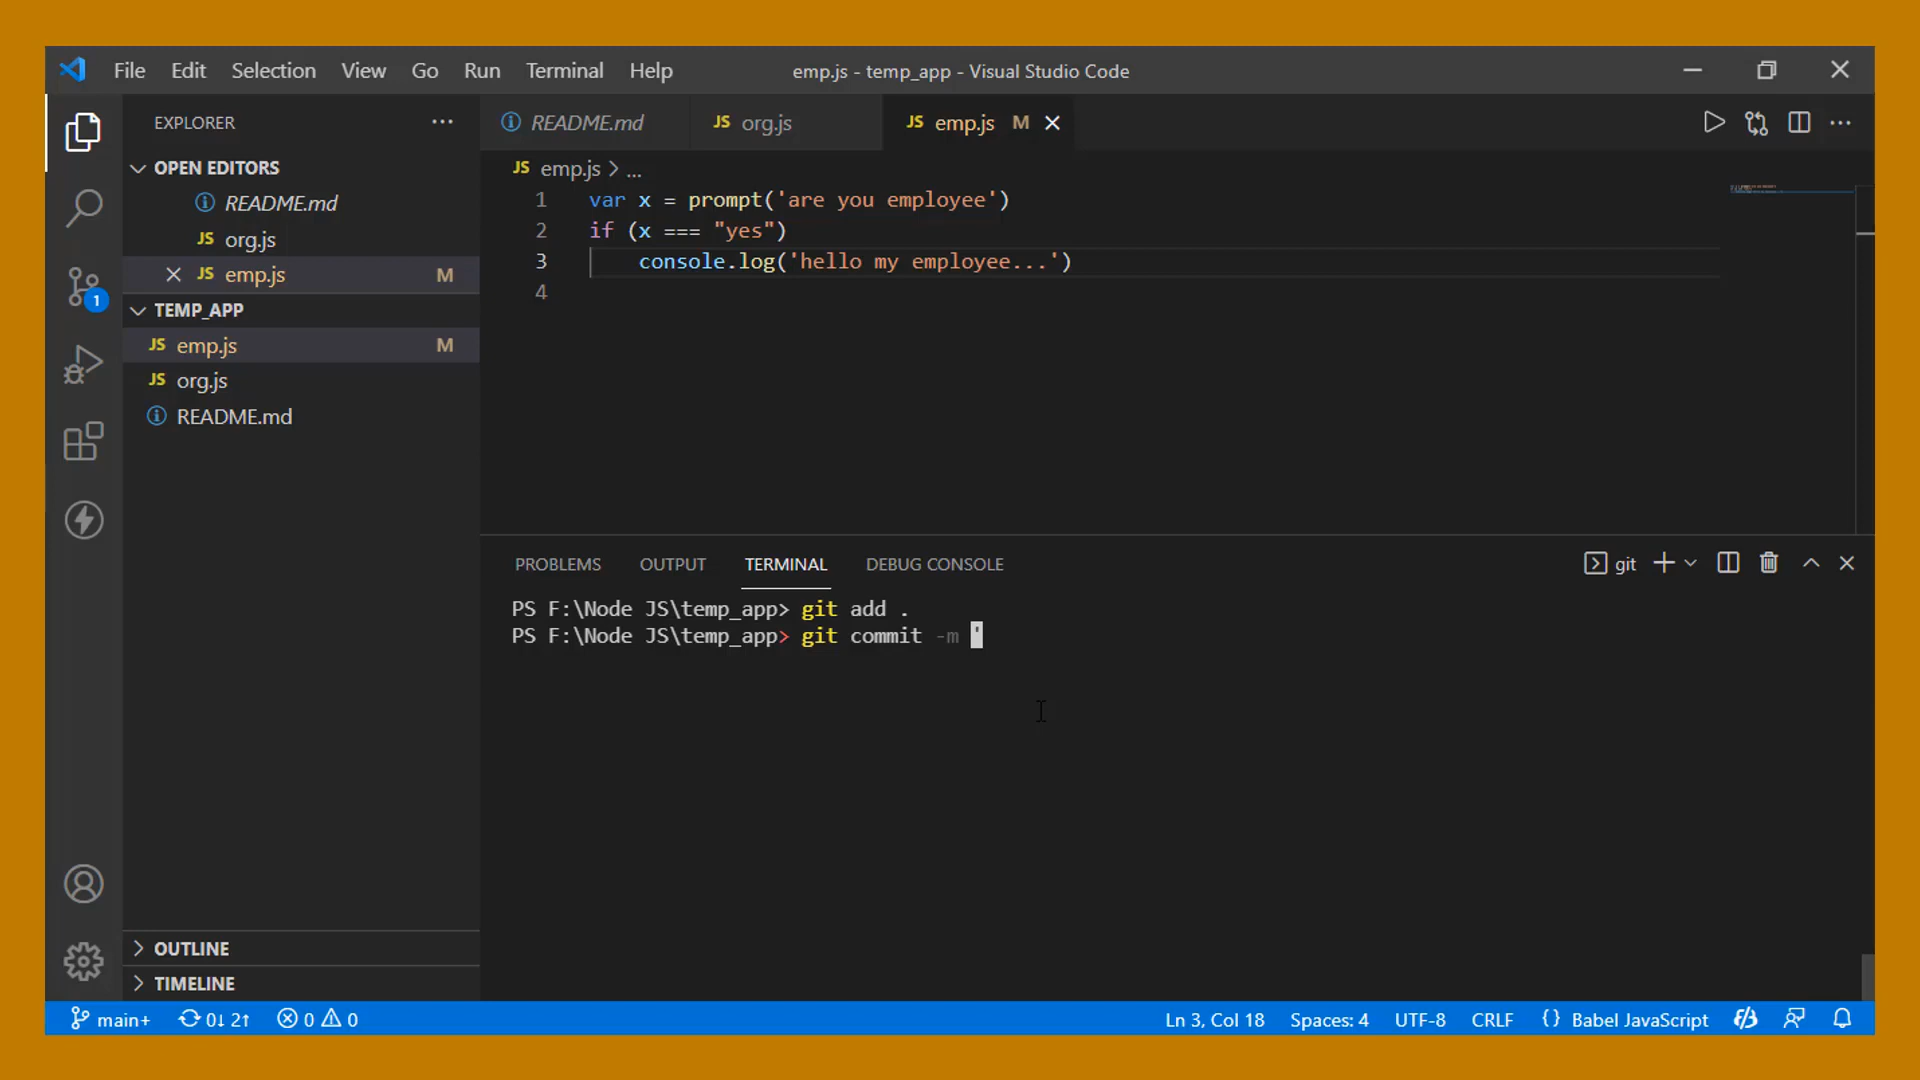 File Edit Selection View Go Run Terminal Help emp.js - temp_app - Visual Studio Code
EXPLORER
OPEN EDITORS
README.md
org.js
emp.js M
TEMP_APP
emp.js M
org.js
README.md
OUTLINE
TIMELINE
1
README.md JS org.js JS emp.js M
JS emp.js > ...
1 var x = prompt('are you employee')
2 if (x === "yes")
3 console.log('hello my employee...')
4
PROBLEMS OUTPUT TERMINAL DEBUG CONSOLE git
PS F:\Node JS\temp_app> git add .
PS F:\Node JS\temp_app> git commit -m '
main+ 0↓ 2↑ 0 0 Ln 3, Col 18 Spaces: 4 UTF-8 CRLF {} Babel JavaScript